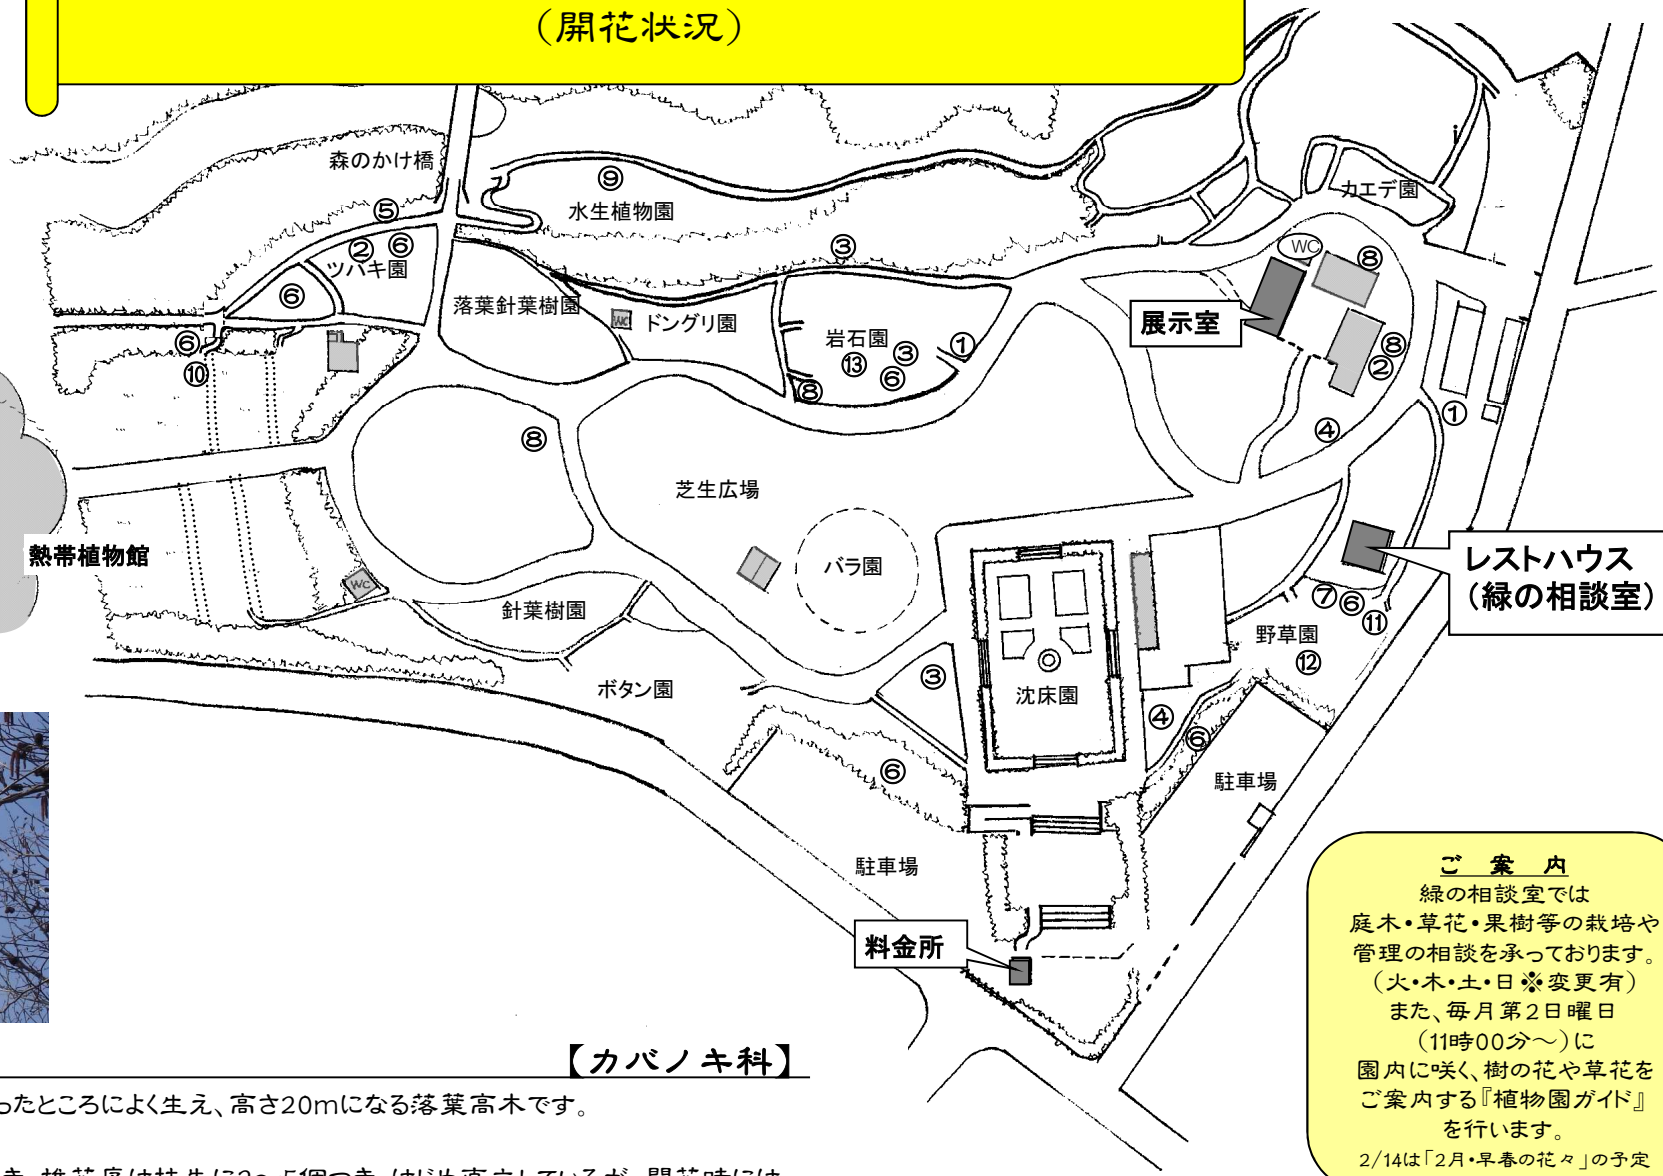 (開花状況)
森のかけ橋
⑨
水生植物園
カエデ園
⑤
② ⑥
ツバキ園
③
WC
⑧
⑥
落葉針葉樹園
WC
ドングリ園
岩石園
①
展示室
⑥
⑩
⑬ ③
⑥
⑧
⑧
②
①
⑧
④
芝生広場
熱帯植物館
WC
バラ園
レストハウス
(緑の相談室)
針葉樹園
⑦ ⑥
⑪
野草園
⑫
ボタン園
③
沈床園
④
⑥
⑥
駐車場
駐車場
料金所
ご 案 内
緑の相談室では
庭木・草花・果樹等の栽培や
管理の相談を承っております。
(火・木・土・日※変更有)
また、毎月第2日曜日
(11時00分~)に
園内に咲く、樹の花や草花を
ご案内する『植物園ガイド』
を行います。
2/14は「2月・早春の花々」の予定
【カバノキ科】
ったところによく生え、高さ20mになる落葉高木です。